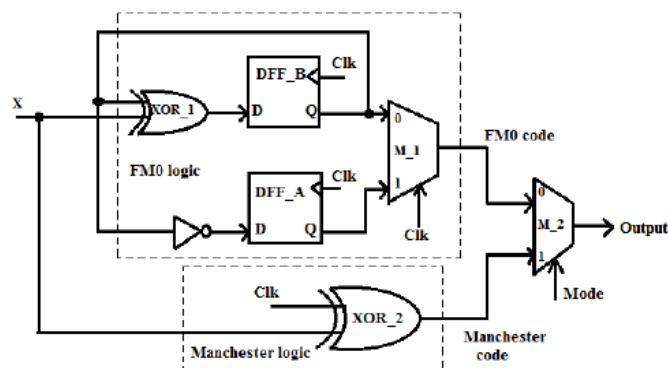 Clk
DFF_B
X
XOR_1
D
Q
0
M_1
1
FM0 code
FM0 logic
Clk
DFF_A
D
Q
Clk
0
M_2
1
Output
Clk
XOR_2
Mode
Manchester logic
Manchester
code